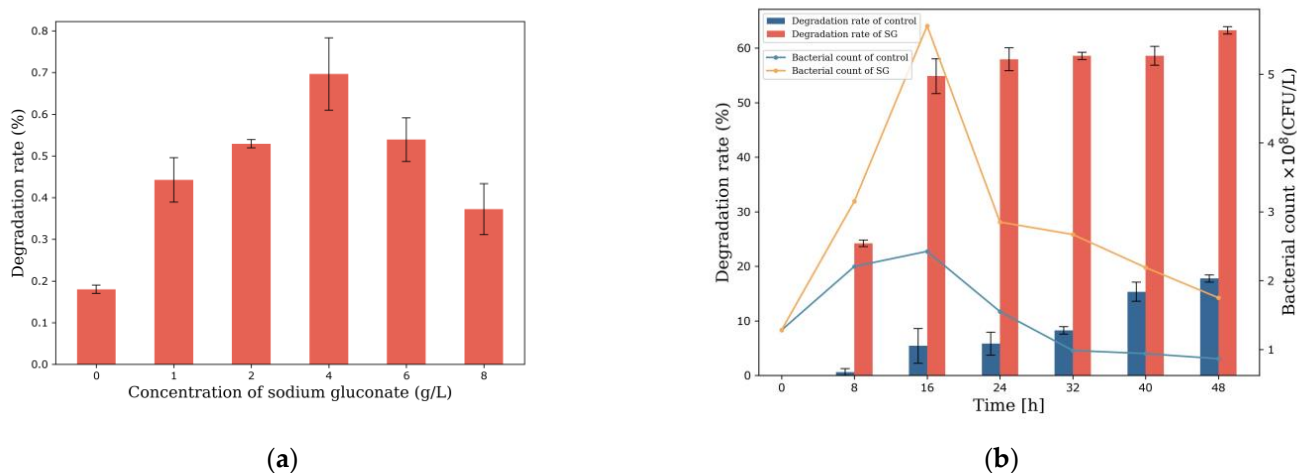 0.8
0.7
0.6
0.5
0.4
0.3
0.2
0.1
0.0
Degradation rate (%)
0 1 2 4 6 8
Concentration of sodium gluconate (g/L)
(a)
Degradation rate of control
Degradation rate of SG
Bacterial count of control
Bacterial count of SG
60
50
40
30
20
10
0
Degradation rate (%)
5
4
3
2
1
Bacterial count ×10⁸(CFU/L)
0 8 16 24 32 40 48
Time [h]
(b)